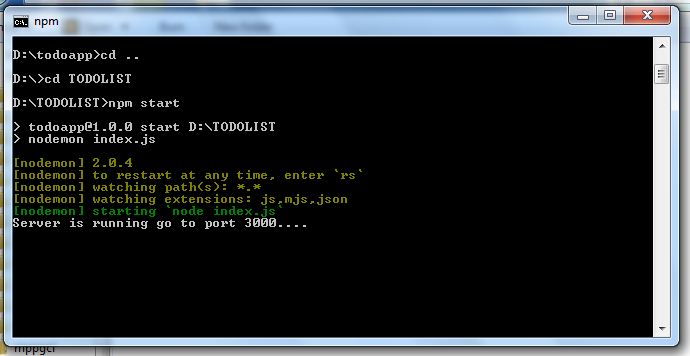 npm
D:\todoapp>cd ..
D:\>cd TODOLIST
D:\TODOLIST>npm start
> todoapp@1.0.0 start D:\TODOLIST
> nodemon index.js
[nodemon] 2.0.4
[nodemon] to restart at any time, enter `rs`
[nodemon] watching path(s): *.*
[nodemon] watching extensions: js,mjs,json
[nodemon] starting `node index.js`
Server is running go to port 3000....